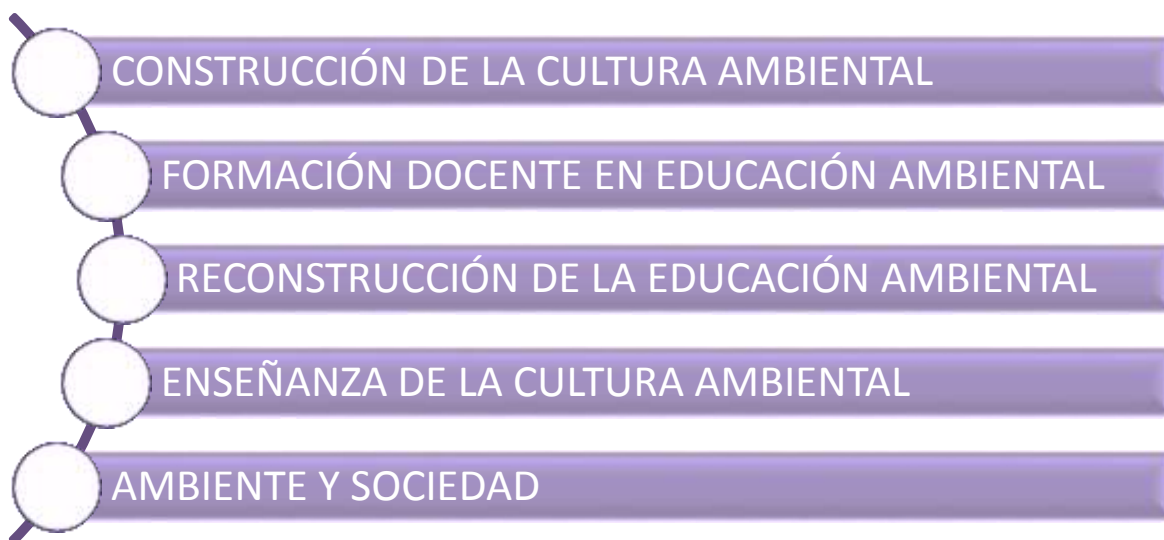 CONSTRUCCIÓN DE LA CULTURA AMBIENTAL
FORMACIÓN DOCENTE EN EDUCACIÓN AMBIENTAL
RECONSTRUCCIÓN DE LA EDUCACIÓN AMBIENTAL
ENSEÑANZA DE LA CULTURA AMBIENTAL
AMBIENTE Y SOCIEDAD